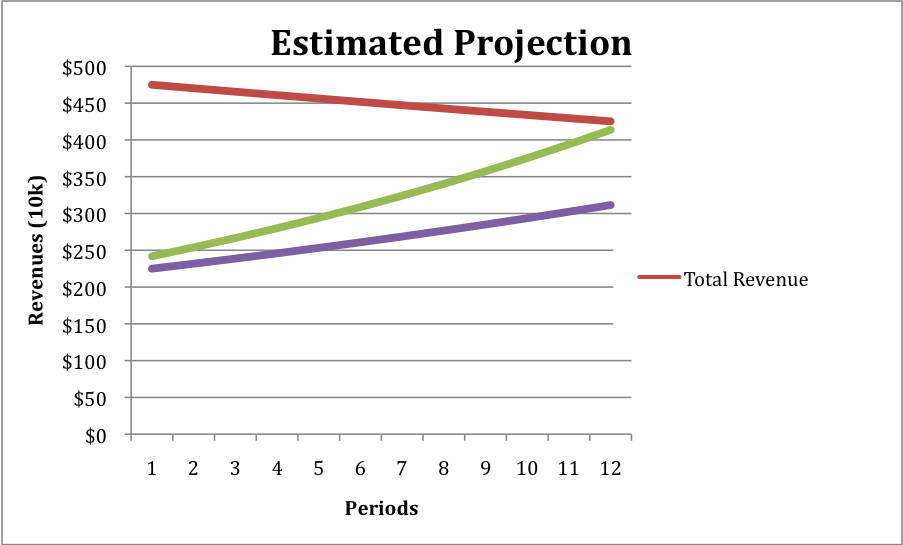 Estimated Projection
$500
$450
$400
$350
$300
$250
$200
$150
$100
$50
$0
Revenues (10k)
1 2 3 4 5 6 7 8 9 10 11 12
Periods
Total Revenue